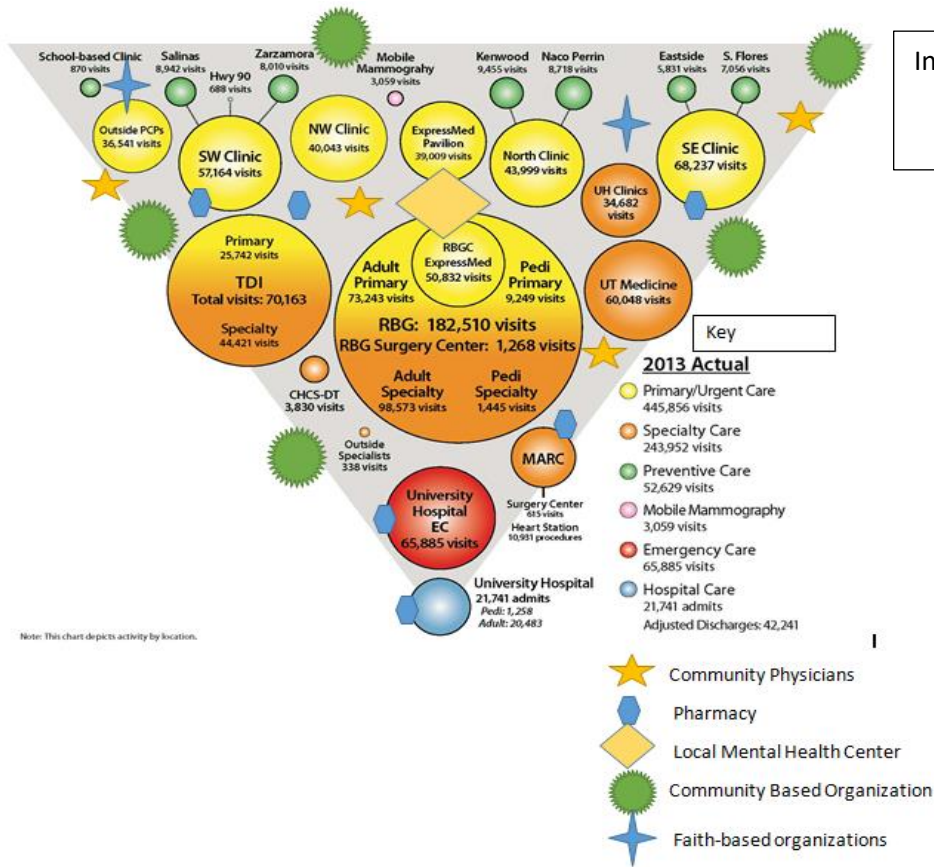 School-based Clinic
870 visits
Salinas
8,942 visits
Hwy 90
688 visits
Zarzamora
8,010 visits
Mobile
Mammograhy
3,059 visits
Kenwood
9,455 visits
Naco Perrin
8,718 visits
Eastside
5,831 visits
S. Flores
7,056 visits
In
Outside PCPs
36,541 visits
SW Clinic
57,164 visits
NW Clinic
40,043 visits
ExpressMed
Pavilion
39,009 visits
North Clinic
43,999 visits
SE Clinic
68,237 visits
UH Clinics
34,682
visits
Primary
25,742 visits
TDI
Total visits: 70,163
Specialty
44,421 visits
RBGC
ExpressMed
50,832 visits
Adult
Primary
73,243 visits
Pedi
Primary
9,249 visits
RBG: 182,510 visits
RBG Surgery Center: 1,268 visits
Adult
Specialty
98,573 visits
Pedi
Specialty
1,445 visits
UT Medicine
60,048 visits
CHCS-DT
3,830 visits
Outside
Specialists
338 visits
MARC
Surgery Center
615 visits
Heart Station
10,931 procedures
University
Hospital
EC
65,885 visits
University Hospital
21,741 admits
Pedi: 1,258
Adult: 20,483
Note: This chart depicts activity by location.
Key
2013 Actual
Primary/Urgent Care
445,856 visits
Specialty Care
243,952 visits
Preventive Care
52,629 visits
Mobile Mammography
3,059 visits
Emergency Care
65,885 visits
Hospital Care
21,741 admits
Adjusted Discharges: 42,241
Community Physicians
Pharmacy
Local Mental Health Center
Community Based Organization
Faith-based organizations